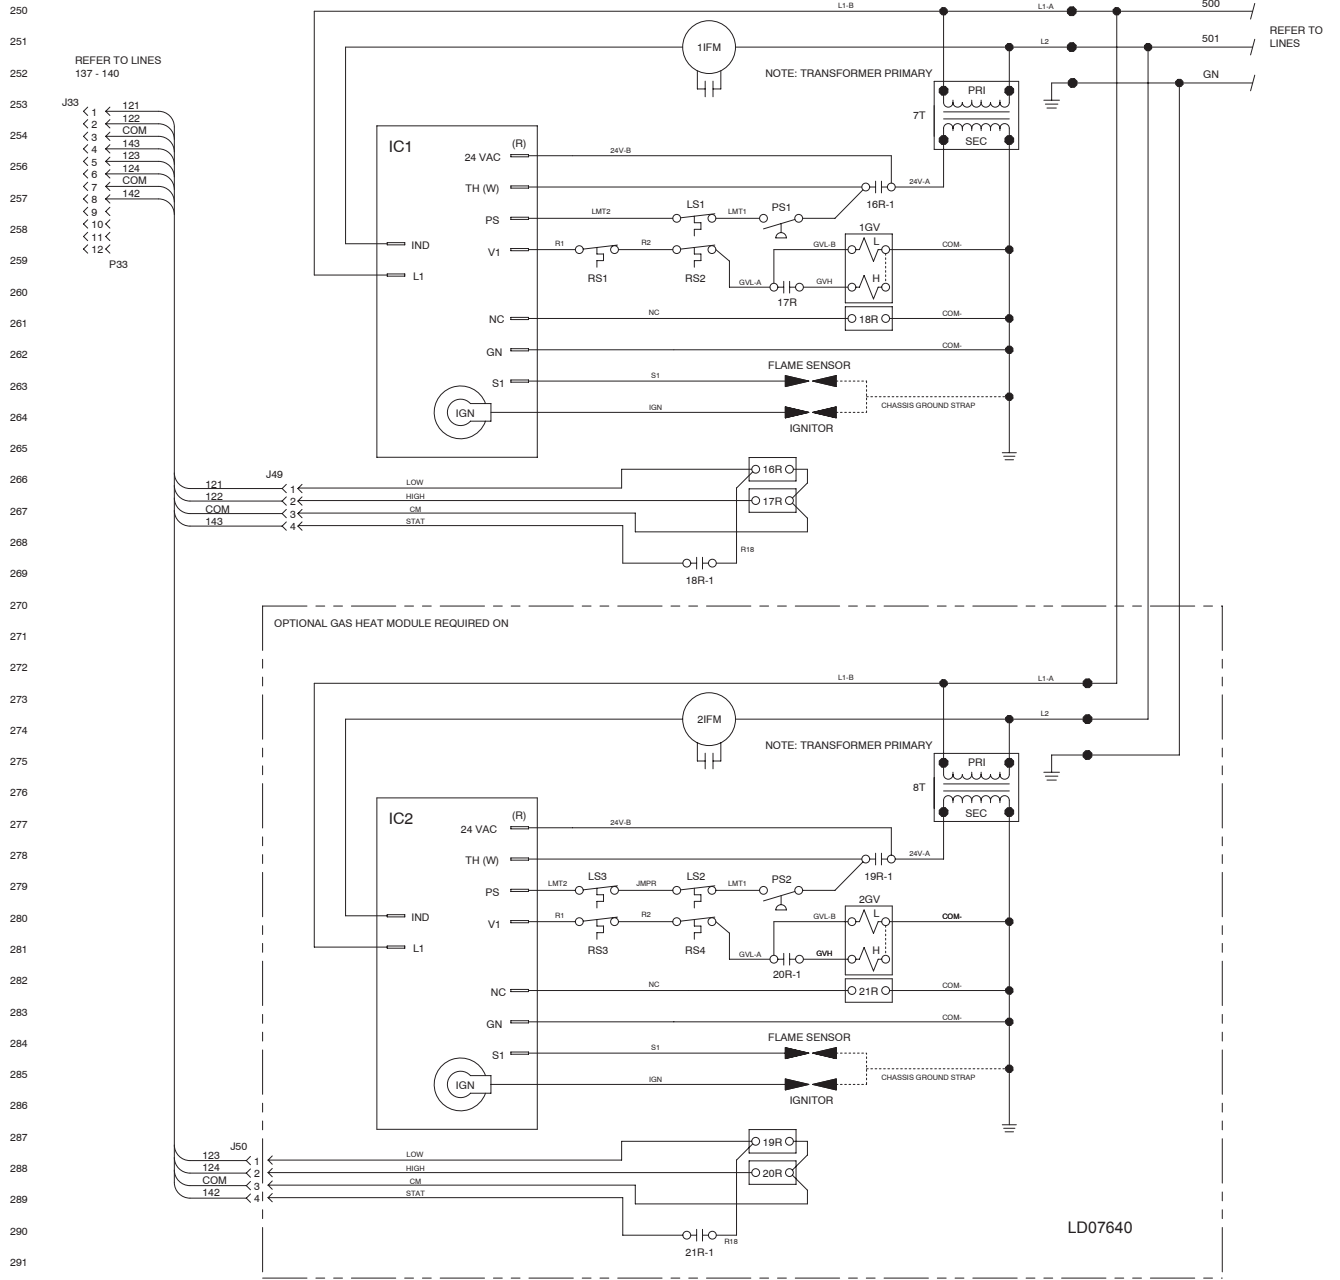 250 L1-B L1-A 500
251 1IFM L2 501 REFER TO
LINES
REFER TO LINES
137 - 140
252 NOTE: TRANSFORMER PRIMARY GN
253 J33 1 121 PRI
2 122 7T
254 3 COM IC1 (R) SEC
4 143
256 5 123 24 VAC 24V-B
6 124
257 7 COM TH (W) 24V-A
8 142 16R-1
9 PS LMT2 LS1 LMT1 PS1
258 10 1GV
11 IND V1 R1 R2 GVL-B L COM-
12
259 P33 L1 RS1 RS2 GVL-A GVH H
260 17R
261 NC NC 18R COM-
262 GN COM-
FLAME SENSOR
263 S1 S1
CHASSIS GROUND STRAP
264 IGN IGN
IGNITOR
265
266 J49 16R
121 1 LOW
122 2 HIGH 17R
267 COM 3 CM
143 4 STAT
268 R18
269 18R-1
270
271 OPTIONAL GAS HEAT MODULE REQUIRED ON
272
L1-B L1-A
273
274 2IFM L2
275 NOTE: TRANSFORMER PRIMARY
PRI
276 8T
277 IC2 (R) SEC
24 VAC 24V-B
278 TH (W) 24V-A
19R-1
279 PS LMT2 LS3 JMPR LS2 LMT1 PS2
2GV
280 IND V1 R1 R2 GVL-B L COM-
281 L1 RS3 RS4 GVL-A GVH H
20R-1
282 NC NC 21R COM-
283 GN COM-
284 FLAME SENSOR
S1 S1
285 CHASSIS GROUND STRAP
IGN IGN
286 IGNITOR
287 J50 19R
123 1 LOW
288 124 2 HIGH 20R
COM 3 CM
289 142 4 STAT
290 R18
21R-1
LD07640
291